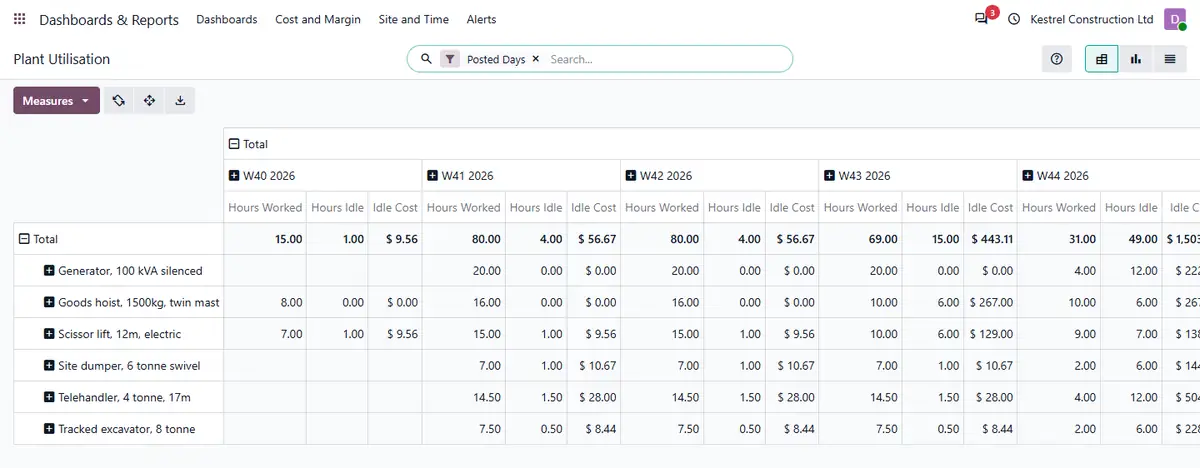 Dashboards & Reports Dashboards Cost and Margin Site and Time Alerts 3 Kestrel Construction Ltd D
Plant Utilisation Posted Days × Search...
Measures
Total
W40 2026 W41 2026 W42 2026 W43 2026 W44 2026
Hours Worked Hours Idle Idle Cost Hours Worked Hours Idle Idle Cost Hours Worked Hours Idle Idle Cost Hours Worked Hours Idle Idle Cost Hours Worked Hours Idle Idle C
Total 15.00 1.00 $ 9.56 80.00 4.00 $ 56.67 80.00 4.00 $ 56.67 69.00 15.00 $ 443.11 31.00 49.00 $ 1,503
Generator, 100 kVA silenced 20.00 0.00 $ 0.00 20.00 0.00 $ 0.00 20.00 0.00 $ 0.00 4.00 12.00 $ 222
Goods hoist, 1500kg, twin mast 8.00 0.00 $ 0.00 16.00 0.00 $ 0.00 16.00 0.00 $ 0.00 10.00 6.00 $ 267.00 10.00 6.00 $ 267
Scissor lift, 12m, electric 7.00 1.00 $ 9.56 15.00 1.00 $ 9.56 15.00 1.00 $ 9.56 10.00 6.00 $ 129.00 9.00 7.00 $ 138
Site dumper, 6 tonne swivel 7.00 1.00 $ 10.67 7.00 1.00 $ 10.67 7.00 1.00 $ 10.67 2.00 6.00 $ 144
Telehandler, 4 tonne, 17m 14.50 1.50 $ 28.00 14.50 1.50 $ 28.00 14.50 1.50 $ 28.00 4.00 12.00 $ 504
Tracked excavator, 8 tonne 7.50 0.50 $ 8.44 7.50 0.50 $ 8.44 7.50 0.50 $ 8.44 2.00 6.00 $ 228